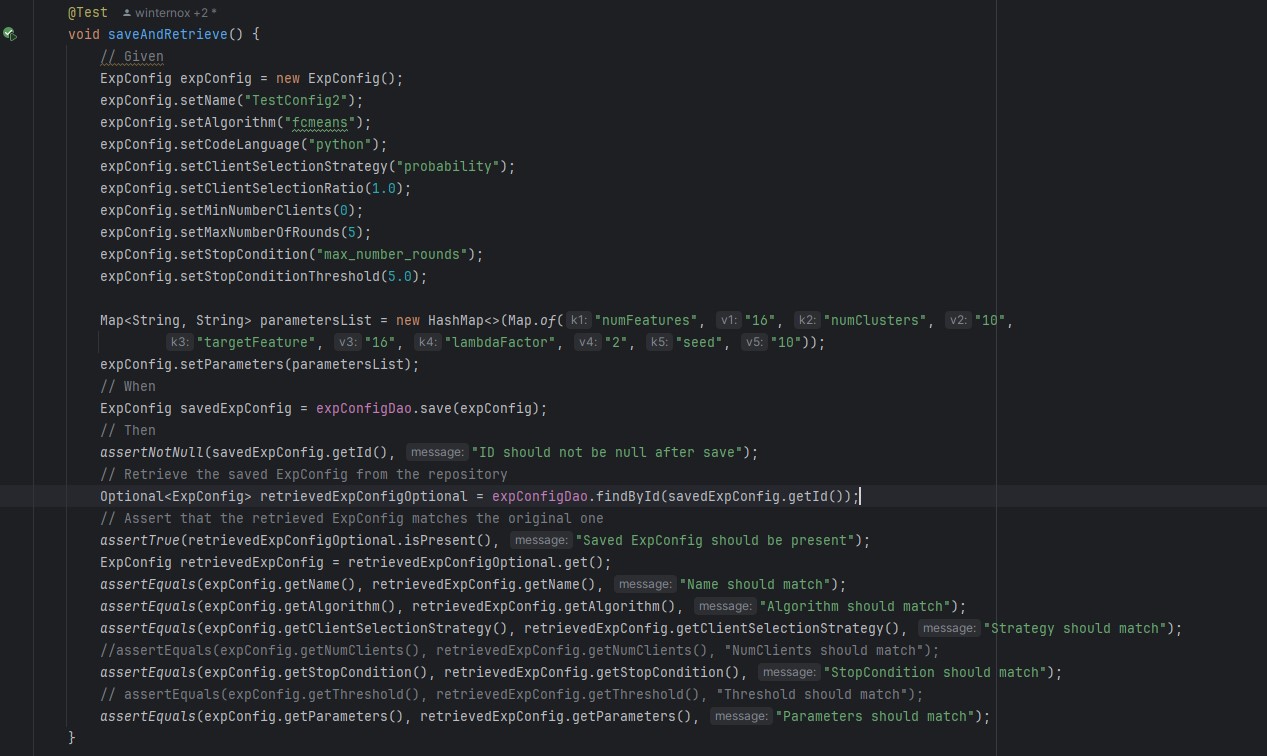 @Test winternox +2 *
void saveAndRetrieve() {
// Given
ExpConfig expConfig = new ExpConfig();
expConfig.setName("TestConfig2");
expConfig.setAlgorithm("fcmeans");
expConfig.setCodeLanguage("python");
expConfig.setClientSelectionStrategy("probability");
expConfig.setClientSelectionRatio(1.0);
expConfig.setMinNumberClients(0);
expConfig.setMaxNumberOfRounds(5);
expConfig.setStopCondition("max_number_rounds");
expConfig.setStopConditionThreshold(5.0);
Map<String, String> parametersList = new HashMap<>(Map.of( k1: "numFeatures", v1: "16", k2: "numClusters", v2: "10",
k3: "targetFeature", v3: "16", k4: "lambdaFactor", v4: "2", k5: "seed", v5: "10"));
expConfig.setParameters(parametersList);
// When
ExpConfig savedExpConfig = expConfigDao.save(expConfig);
// Then
assertNotNull(savedExpConfig.getId(), message: "ID should not be null after save");
// Retrieve the saved ExpConfig from the repository
Optional<ExpConfig> retrievedExpConfigOptional = expConfigDao.findById(savedExpConfig.getId());
// Assert that the retrieved ExpConfig matches the original one
assertTrue(retrievedExpConfigOptional.isPresent(), message: "Saved ExpConfig should be present");
ExpConfig retrievedExpConfig = retrievedExpConfigOptional.get();
assertEquals(expConfig.getName(), retrievedExpConfig.getName(), message: "Name should match");
assertEquals(expConfig.getAlgorithm(), retrievedExpConfig.getAlgorithm(), message: "Algorithm should match");
assertEquals(expConfig.getClientSelectionStrategy(), retrievedExpConfig.getClientSelectionStrategy(), message: "Strategy should match");
//assertEquals(expConfig.getNumClients(), retrievedExpConfig.getNumClients(), "NumClients should match");
assertEquals(expConfig.getStopCondition(), retrievedExpConfig.getStopCondition(), message: "StopCondition should match");
// assertEquals(expConfig.getThreshold(), retrievedExpConfig.getThreshold(), "Threshold should match");
assertEquals(expConfig.getParameters(), retrievedExpConfig.getParameters(), message: "Parameters should match");
}